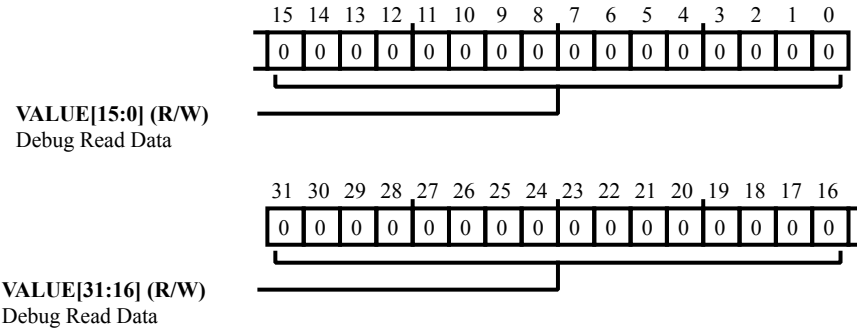 15 14 13 12 11 10 9 8 7 6 5 4 3 2 1 0
0 0 0 0 0 0 0 0 0 0 0 0 0 0 0 0
VALUE[15:0] (R/W)
Debug Read Data
31 30 29 28 27 26 25 24 23 22 21 20 19 18 17 16
0 0 0 0 0 0 0 0 0 0 0 0 0 0 0 0
VALUE[31:16] (R/W)
Debug Read Data